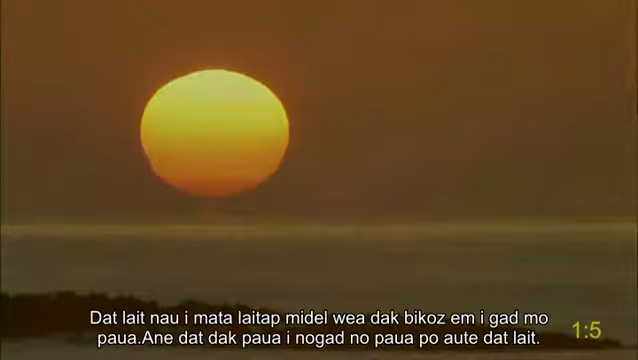 Dat lait nau i mata laitap midel wea dak bikoz em i gad mo
paua.Ane dat dak paua i nogad no paua po aute dat lait.
1:5